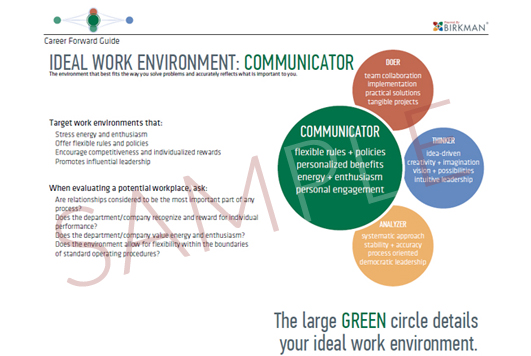 Powered By
BIRKMAN®
Career Forward Guide
IDEAL WORK ENVIRONMENT: COMMUNICATOR
The environment that best fits the way you solve problems and accurately reflects what is important to you.
Target work environments that:
Stress energy and enthusiasm
Offer flexible rules and policies
Encourage competitiveness and individualized rewards
Promotes influential leadership
When evaluating a potential workplace, ask:
Are relationships considered to be the most important part of any
process?
Does the department/company recognize and reward for individual
performance?
Does the department/company value energy and enthusiasm?
Does the environment allow for flexibility within the boundaries
of standard operating procedures?
DOER
team collaboration
implementation
practical solutions
tangible projects
COMMUNICATOR
flexible rules + policies
personalized benefits
energy + enthusiasm
personal engagement
THINKER
idea-driven
creativity + imagination
vision + possibilities
intuitive leadership
ANALYZER
systematic approach
stability + accuracy
process oriented
democratic leadership
SAMPLE
The large GREEN circle details
your ideal work environment.